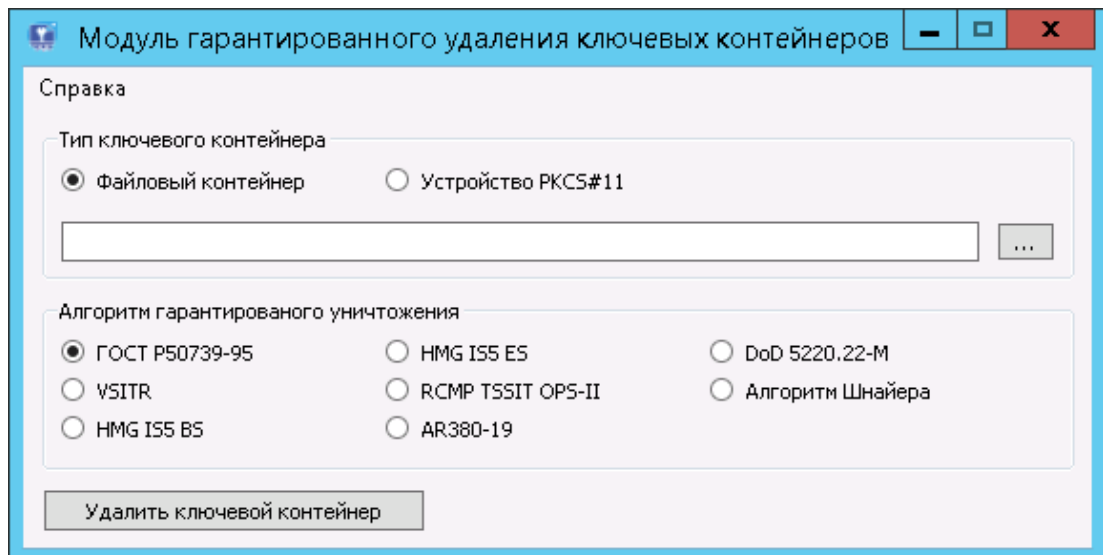 Модуль гарантированного удаления ключевых контейнеров
Справка
Тип ключевого контейнера
Файловый контейнер Устройство PKCS#11
...
Алгоритм гарантированого уничтожения
ГОСТ Р50739-95 HMG IS5 ES DoD 5220.22-M
VSITR RCMP TSSIT OPS-II Алгоритм Шнайера
HMG IS5 BS AR380-19
Удалить ключевой контейнер